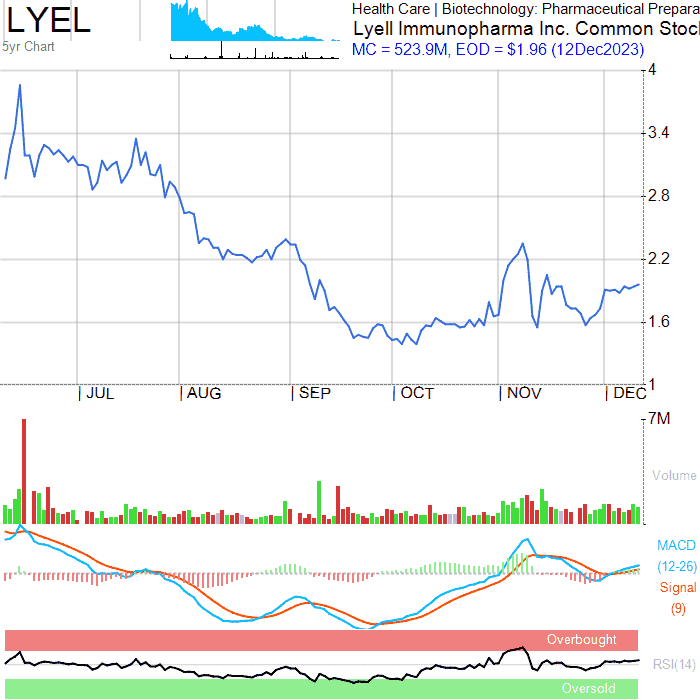 LYEL
5yr Chart
Health Care | Biotechnology: Pharmaceutical Prepara
Lyell Immunopharma Inc. Common Stoc
MC = 523.9M, EOD = $1.96 (12Dec2023)
4
3.4
2.8
2.2
1.6
1
JUL
AUG
SEP
OCT
NOV
DEC
7M
Volume
MACD
(12-26)
Signal
(9)
Overbought
RSI(14)
Oversold